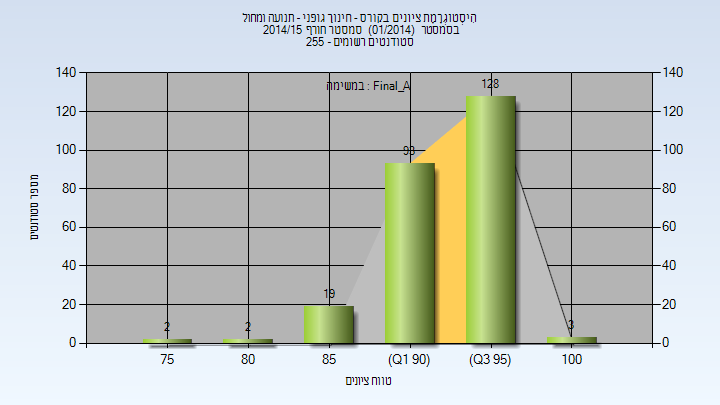 היסטוגרמת ציונים בקורס - חינוך גופני - תנועה ומחול
בסמסטר (01/2014) סמסטר חורף 2014/15
סטודנטים רשומים - 255
במשימה : Final_A
140 140
120 120
100 100
80 80
60 60
40 40
20 20
0 0
2 2 19 93 128 3
75 80 85 (Q1 90) (Q3 95) 100
מספר סטודנטים
טווח ציונים